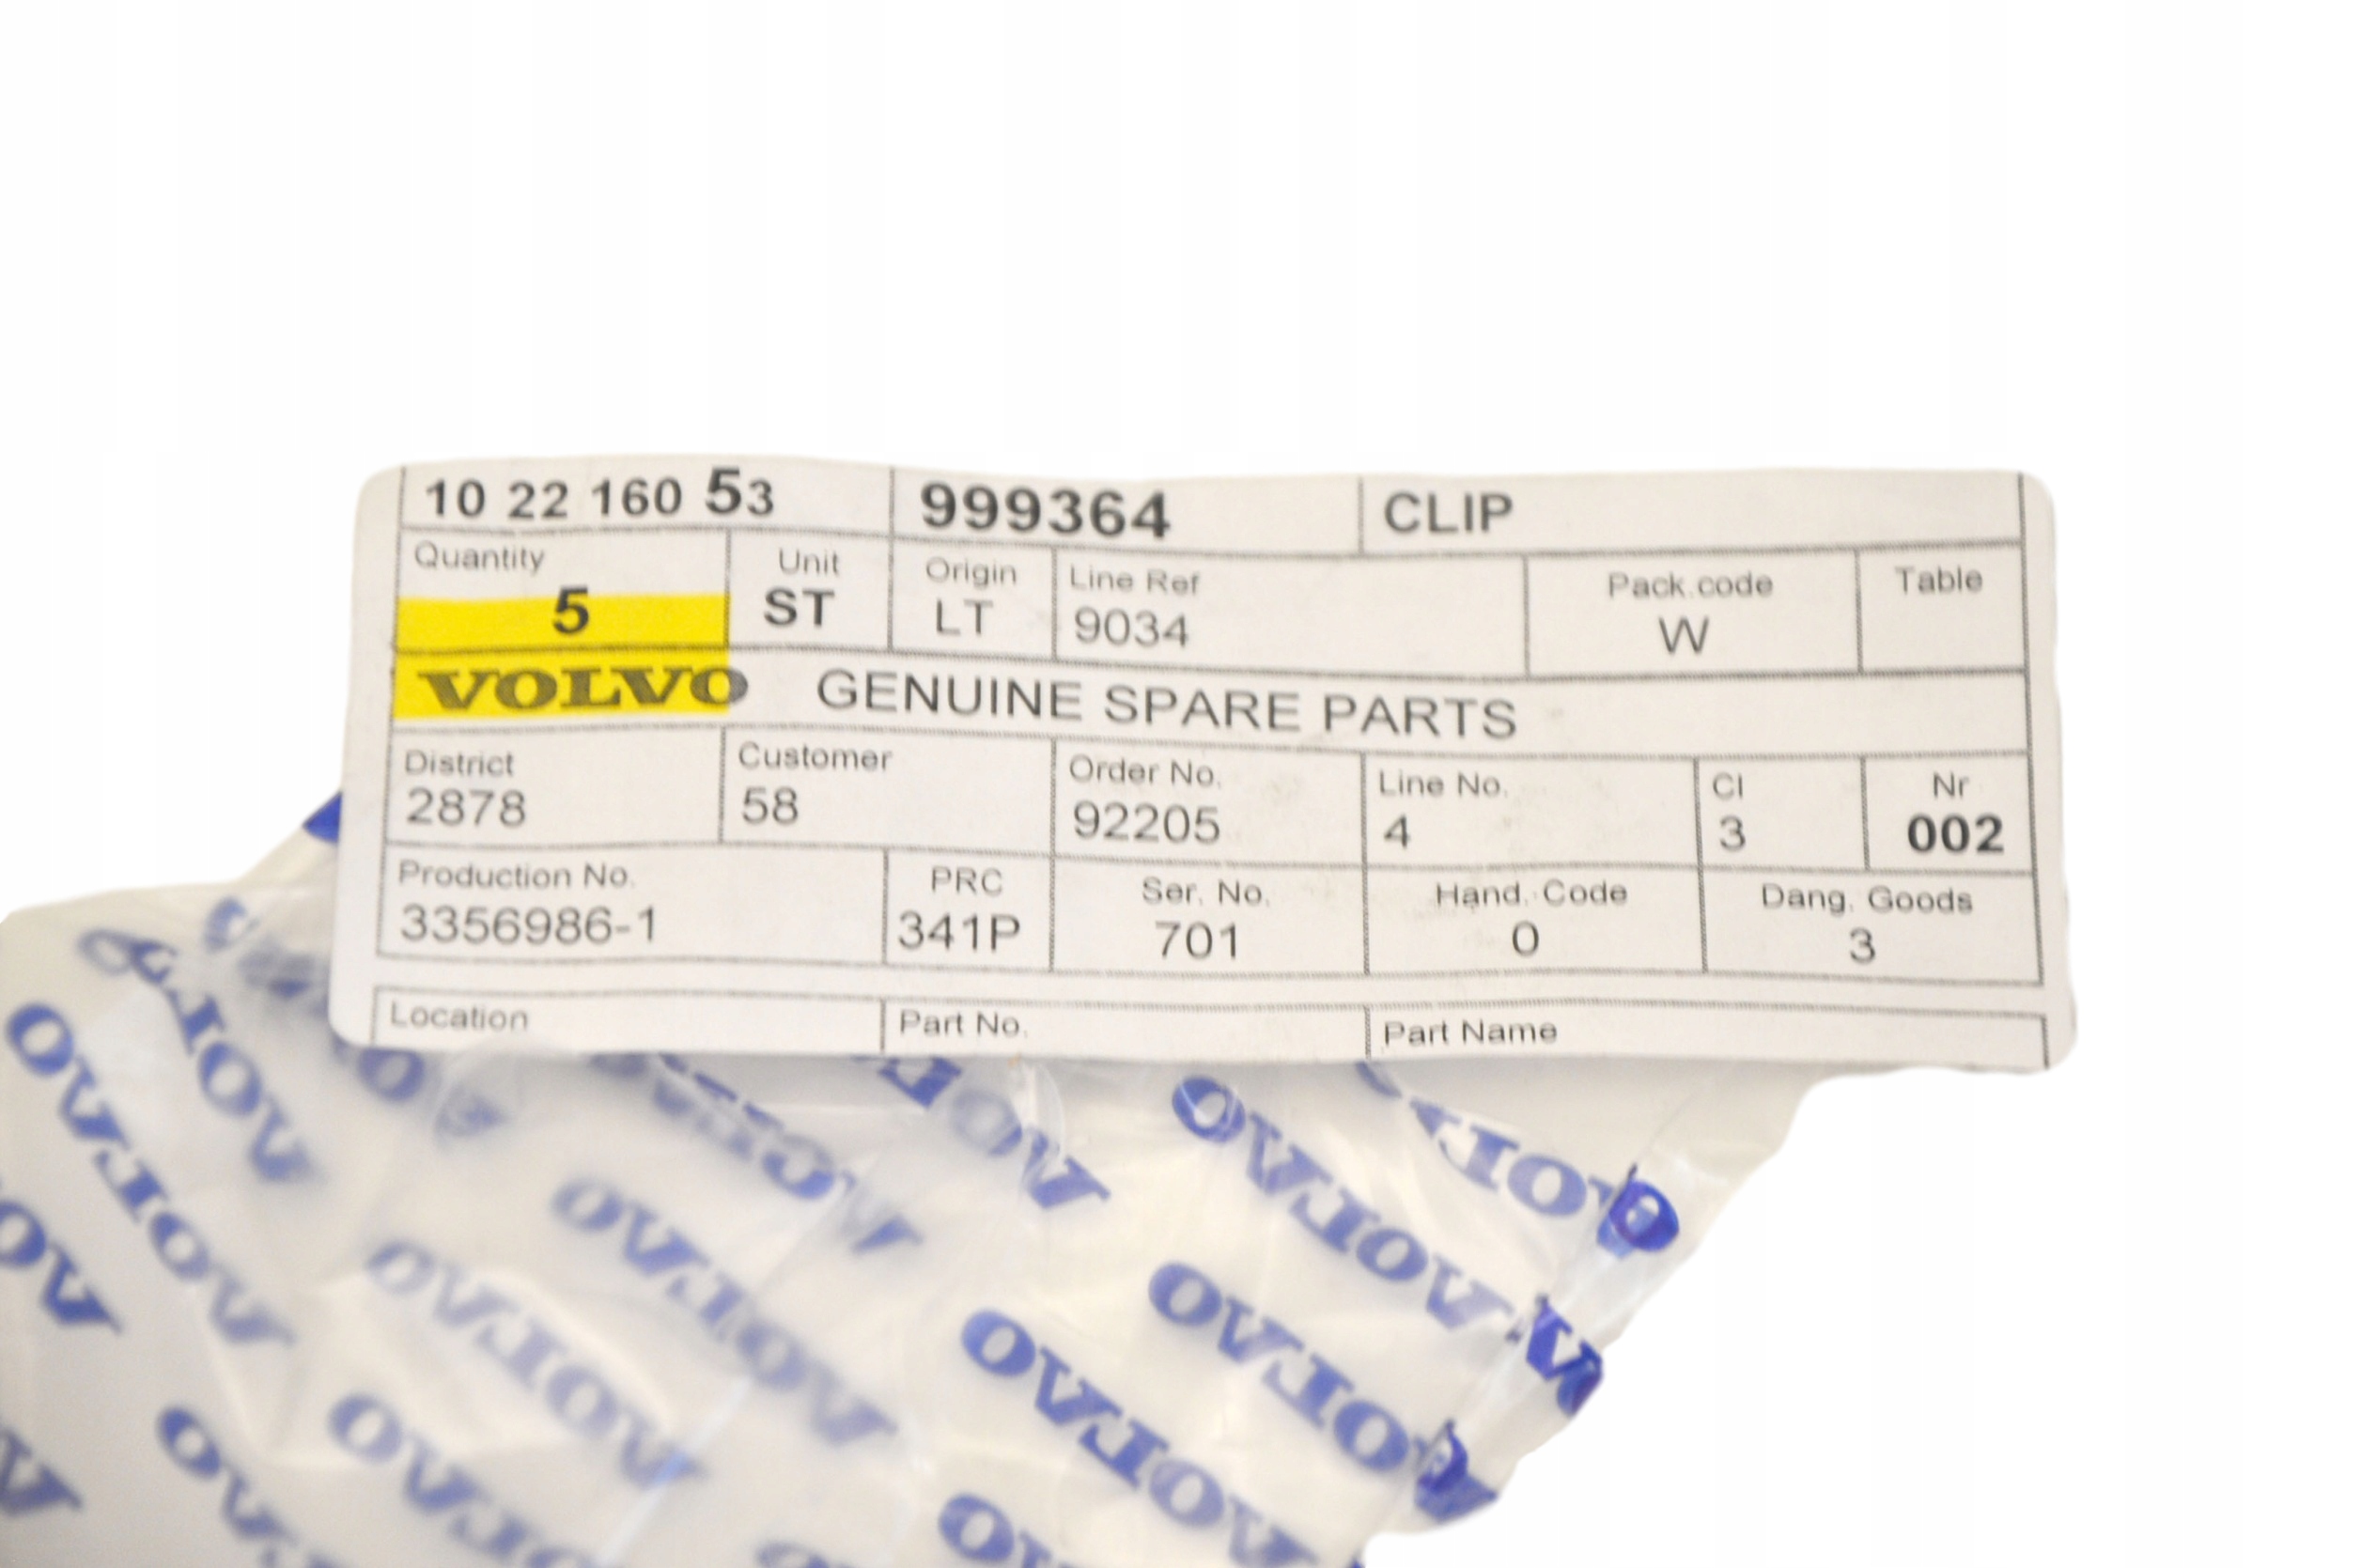 10 22 160 53 999364 CLIP
Quantity Unit Origin Line Ref Pack.code Table
5 ST LT 9034 W
VOLVO GENUINE SPARE PARTS
District Customer Order No. Line No. Cl Nr
2878 58 92205 4 3 002
Production No. PRC Ser. No. Hand. Code Dang. Goods
3356986-1 341P 701 0 3
Location Part No. Part Name
VOLVO
VOLVO
VOLVO
VOLVO
VOLVO
VOLVO
VOLVO